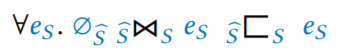 ∀e_S. ∅_Ŝ Ŝ⋈_S e_S Ŝ⊏_S e_S